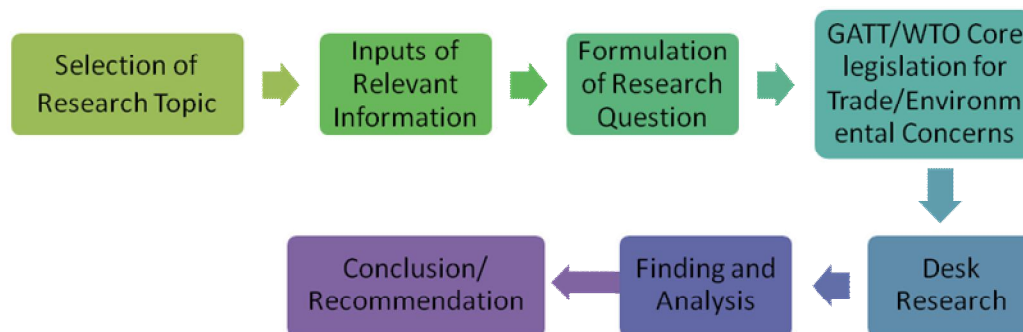 Selection of
Research Topic
Inputs of
Relevant
Information
Formulation
of Research
Question
GATT/WTO Core
legislation for
Trade/Environm
ental Concerns
Desk
Research
Finding and
Analysis
Conclusion/
Recommendation